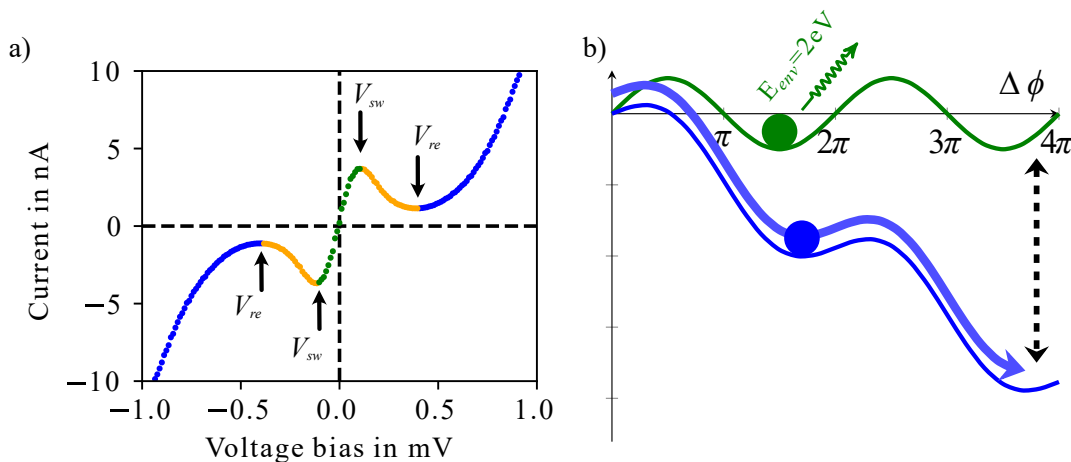 a)
10
5
0
−5
−10
Current in nA
V_sw
V_re
V_re
V_sw
−1.0 −0.5 0.0 0.5 1.0
Voltage bias in mV
b)
E_env=2eV
Δ ϕ
π 2π 3π 4π